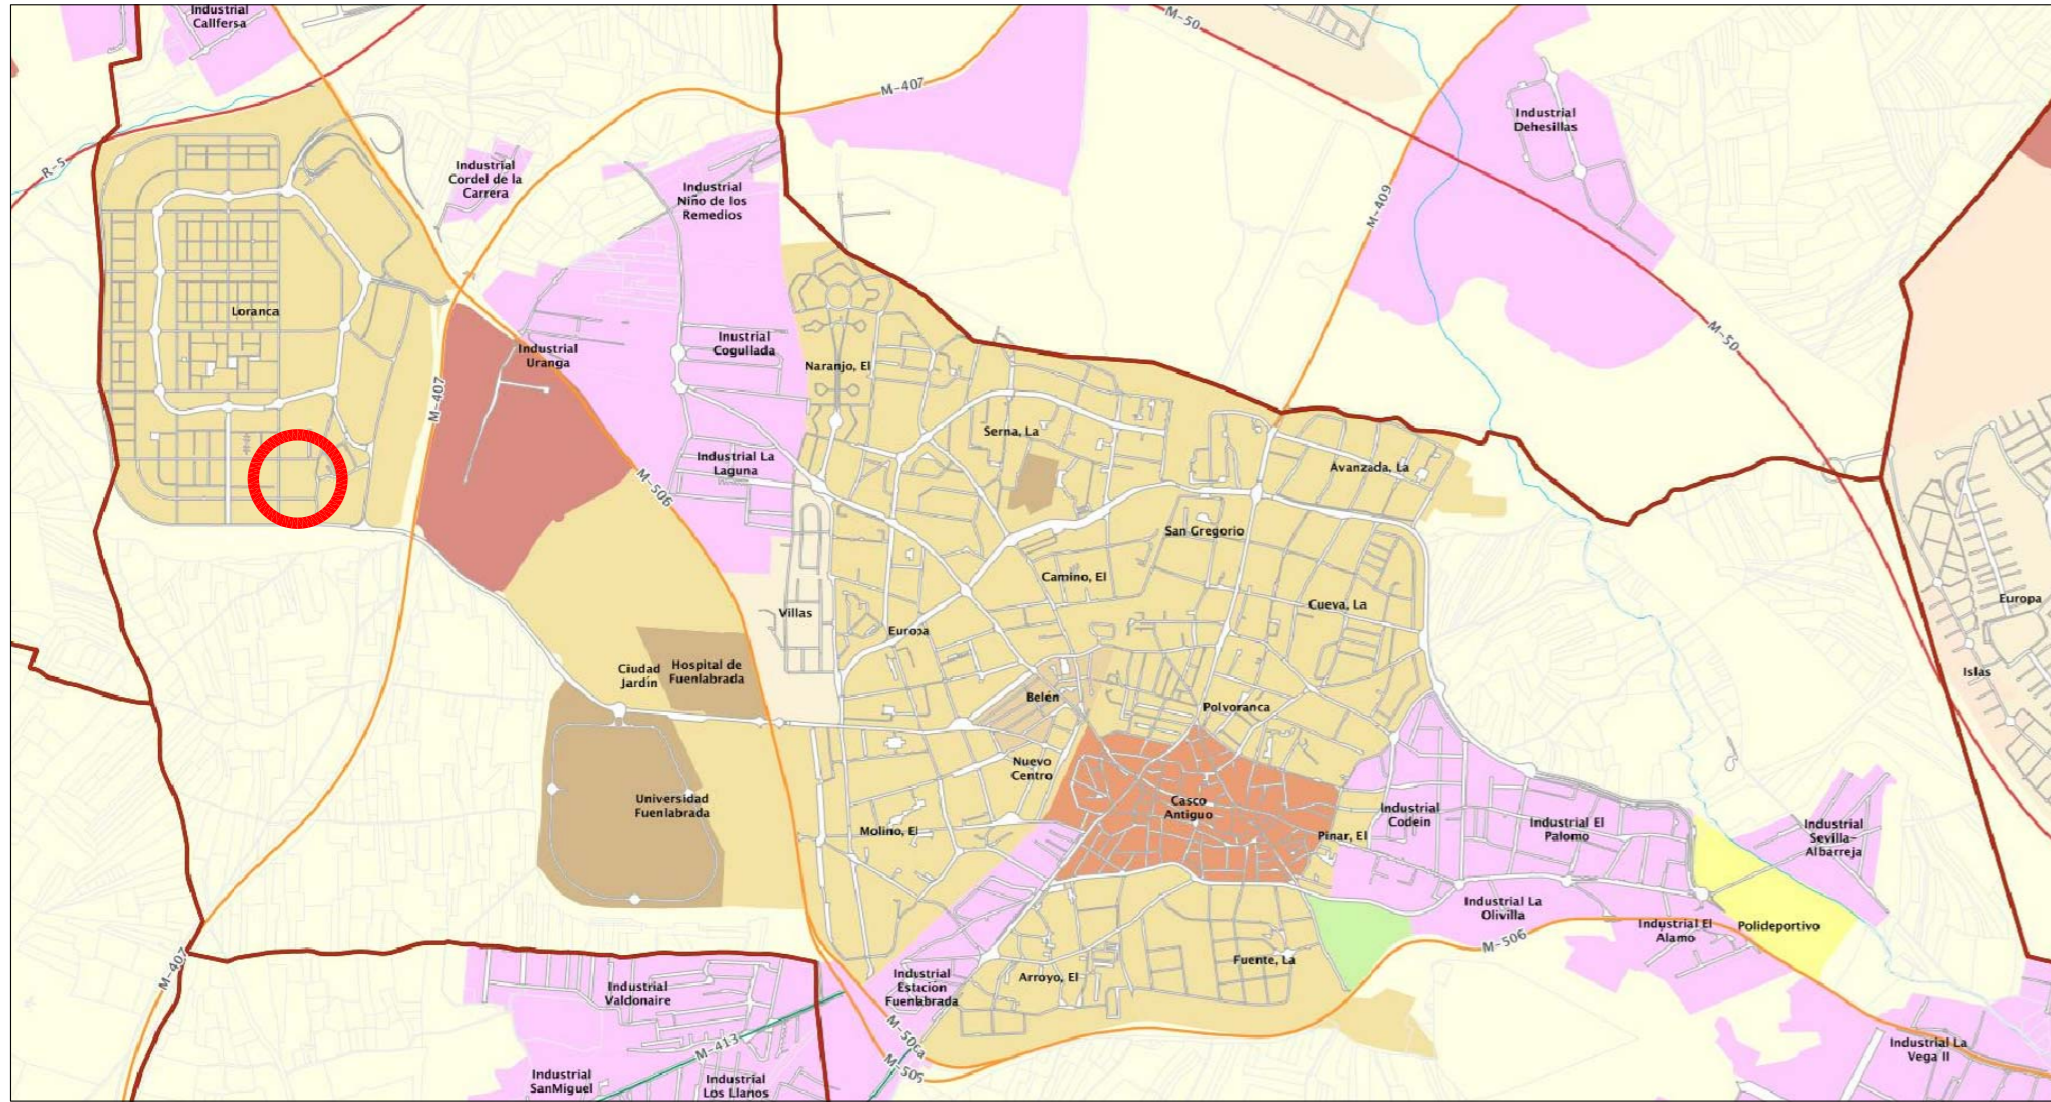 Industrial
Callfersa
M-50
M-407
Industrial
Dehesillas
R-5
Industrial
Cordel de la
Carrera
Industrial
Niño de los
Remedios
M-409
Loranca
M-50
Industrial
Uranga
Inustrial
Cogullada
Naranjo, El
M-407
Serna, La
Industrial La
Laguna
Avanzada, La
M-506
San Gregorio
Camino, El
Cueva, La
Europa
Villas
Europa
Ciudad
Jardín
Hospital de
Fuenlabrada
Islas
Belén
Polvoranca
Nuevo
Centro
Universidad
Fuenlabrada
Casco
Antiguo
Industrial
Codein
Industrial El
Palomo
Industrial
Sevilla-
Albarreja
Molino, El
Pinar, El
Industrial La
Olivilla
Industrial El
Alamo
Polideportivo
M-506
M-407
Fuente, La
Arroyo, El
Industrial
Estación
Fuenlabrada
Industrial
Valdonaire
M-413
M-506a
M-505
Industrial La
Vega II
Industrial
SanMiguel
Industrial
Los Llanos